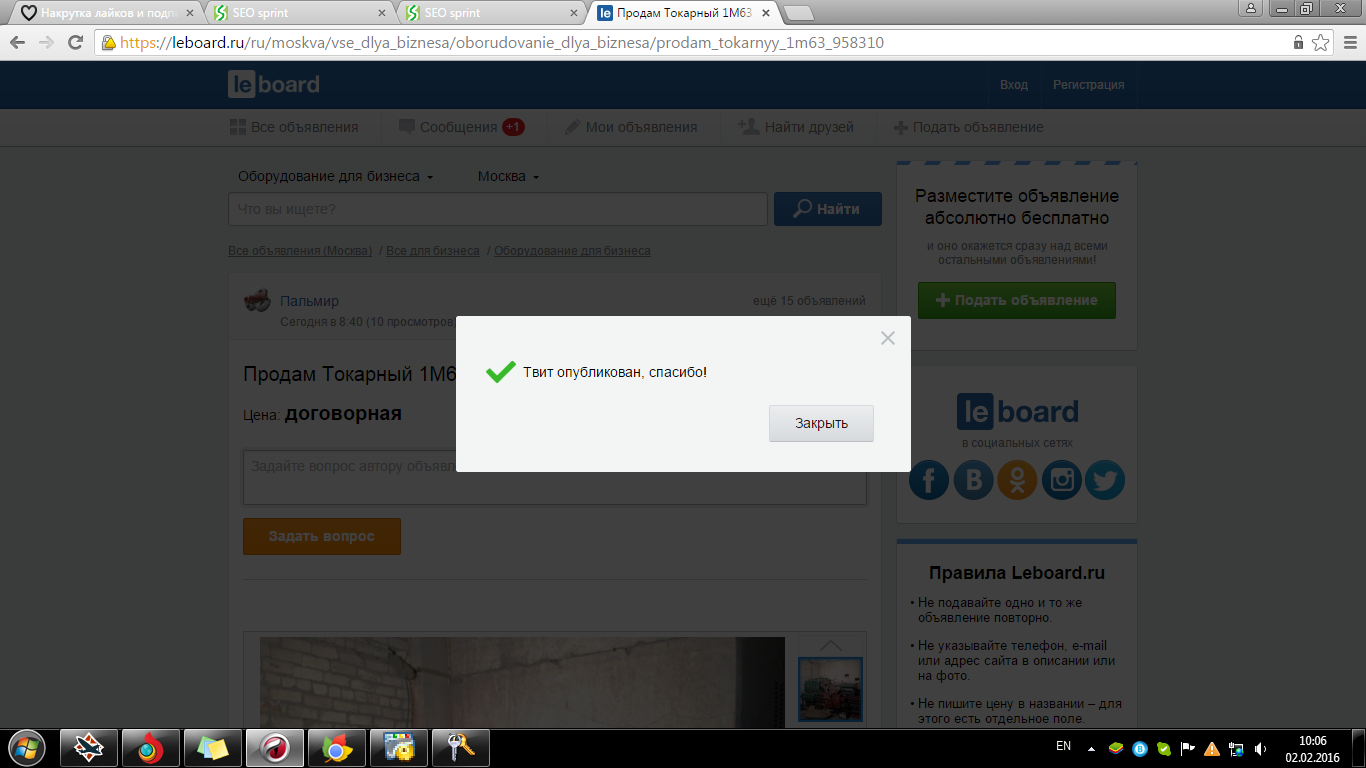 Накрутка лайков и подпи
SEO sprint
SEO sprint
Продам Токарный 1М63
https://leboard.ru/ru/moskva/vse_dlya_biznesa/oborudovanie_dlya_biznesa/prodam_tokarnyy_1m63_958310
leboard
Вход
Регистрация
Все объявления
Сообщения +1
Мои объявления
Найти друзей
Подать объявление
Оборудование для бизнеса
Москва
Что вы ищете?
Найти
Все объявления (Москва) / Все для бизнеса / Оборудование для бизнеса
Пальмир
ещё 15 объявлений
Сегодня в 8:40 (10 просмотров)
Продам Токарный 1М6
Цена: договорная
Задайте вопрос автору объявл
Задать вопрос
Твит опубликован, спасибо!
Закрыть
Разместите объявление
абсолютно бесплатно
и оно окажется сразу над всеми
остальными объявлениями!
Подать объявление
leboard
в социальных сетях
Правила Leboard.ru
• Не подавайте одно и то же
объявление повторно.
• Не указывайте телефон, e-mail
или адрес сайта в описании или
на фото.
• Не пишите цену в названии – для
этого есть отдельное поле.
EN
10:06
02.02.2016